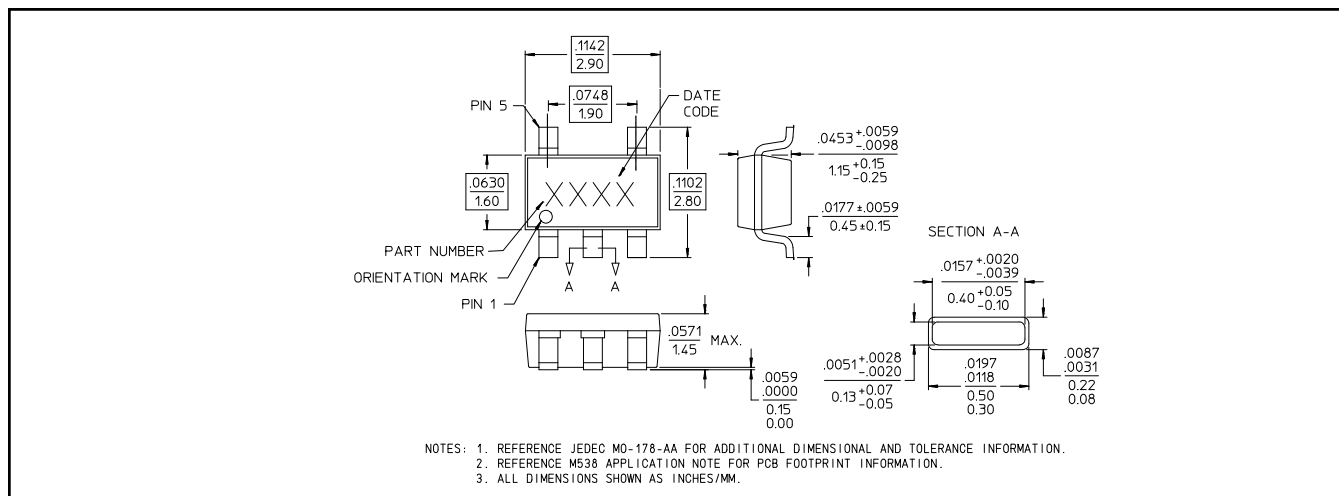 .1142
2.90
.0748
1.90
PIN 5
DATE
CODE
.0630
1.60
XXXX
.1102
2.80
PART NUMBER
ORIENTATION MARK
PIN 1
A A
.0453 +.0059
-.0098
1.15 +0.15
-0.25
.0177 ±.0059
0.45 ±0.15
SECTION A-A
.0157 +.0020
-.0039
0.40 +0.05
-0.10
.0571
1.45
MAX.
.0059
.0000
0.15
0.00
.0051 +.0028
-.0020
0.13 +0.07
-0.05
.0197
.0118
0.50
0.30
.0087
.0031
0.22
0.08
NOTES: 1. REFERENCE JEDEC MO-178-AA FOR ADDITIONAL DIMENSIONAL AND TOLERANCE INFORMATION.
2. REFERENCE M538 APPLICATION NOTE FOR PCB FOOTPRINT INFORMATION.
3. ALL DIMENSIONS SHOWN AS INCHES/MM.